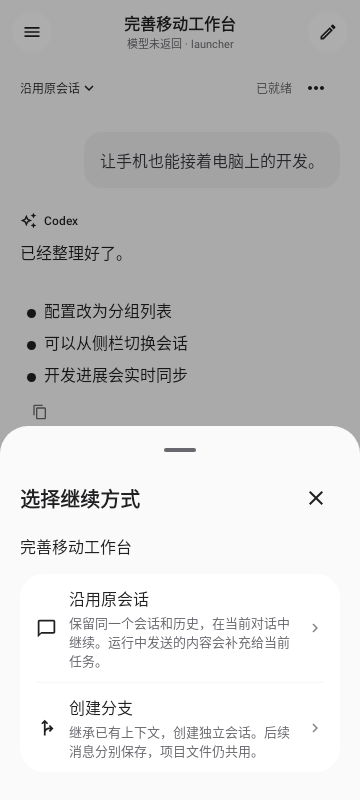 完善移动工作台
模型未返回 · launcher
沿用原会话
已就绪
让手机也能接着电脑上的开发。
Codex
已经整理好了。
配置改为分组列表
可以从侧栏切换会话
开发进展会实时同步
选择继续方式
完善移动工作台
沿用原会话
保留同一个会话和历史，在当前对话中
继续。运行中发送的内容会补充给当前
任务。
创建分支
继承已有上下文，创建独立会话。后续
消息分别保存，项目文件仍共用。